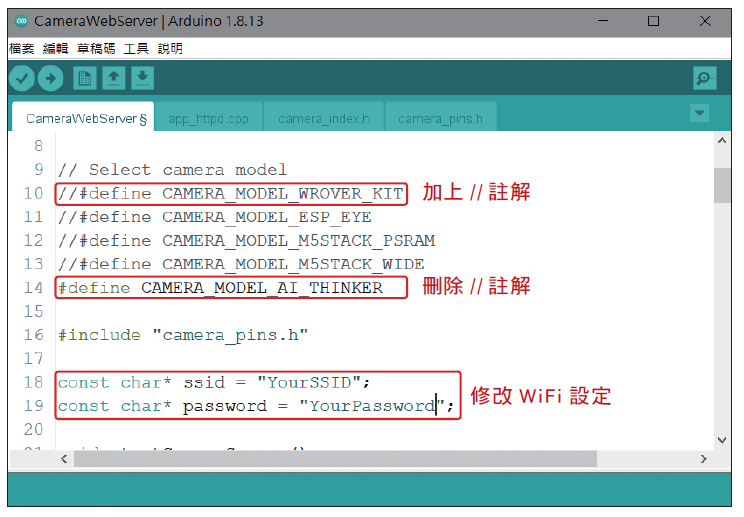 CameraWebServer | Arduino 1.8.13
檔案 編輯 草稿碼 工具 說明
CameraWebServer § app_httpd.cpp camera_index.h camera_pins.h
8
9 // Select camera model
10 //#define CAMERA_MODEL_WROVER_KIT 加上 // 註解
11 //#define CAMERA_MODEL_ESP_EYE
12 //#define CAMERA_MODEL_M5STACK_PSRAM
13 //#define CAMERA_MODEL_M5STACK_WIDE
14 #define CAMERA_MODEL_AI_THINKER 刪除 // 註解
15
16 #include "camera_pins.h"
17
18 const char* ssid = "YourSSID";
19 const char* password = "YourPassword"; 修改 WiFi 設定
20